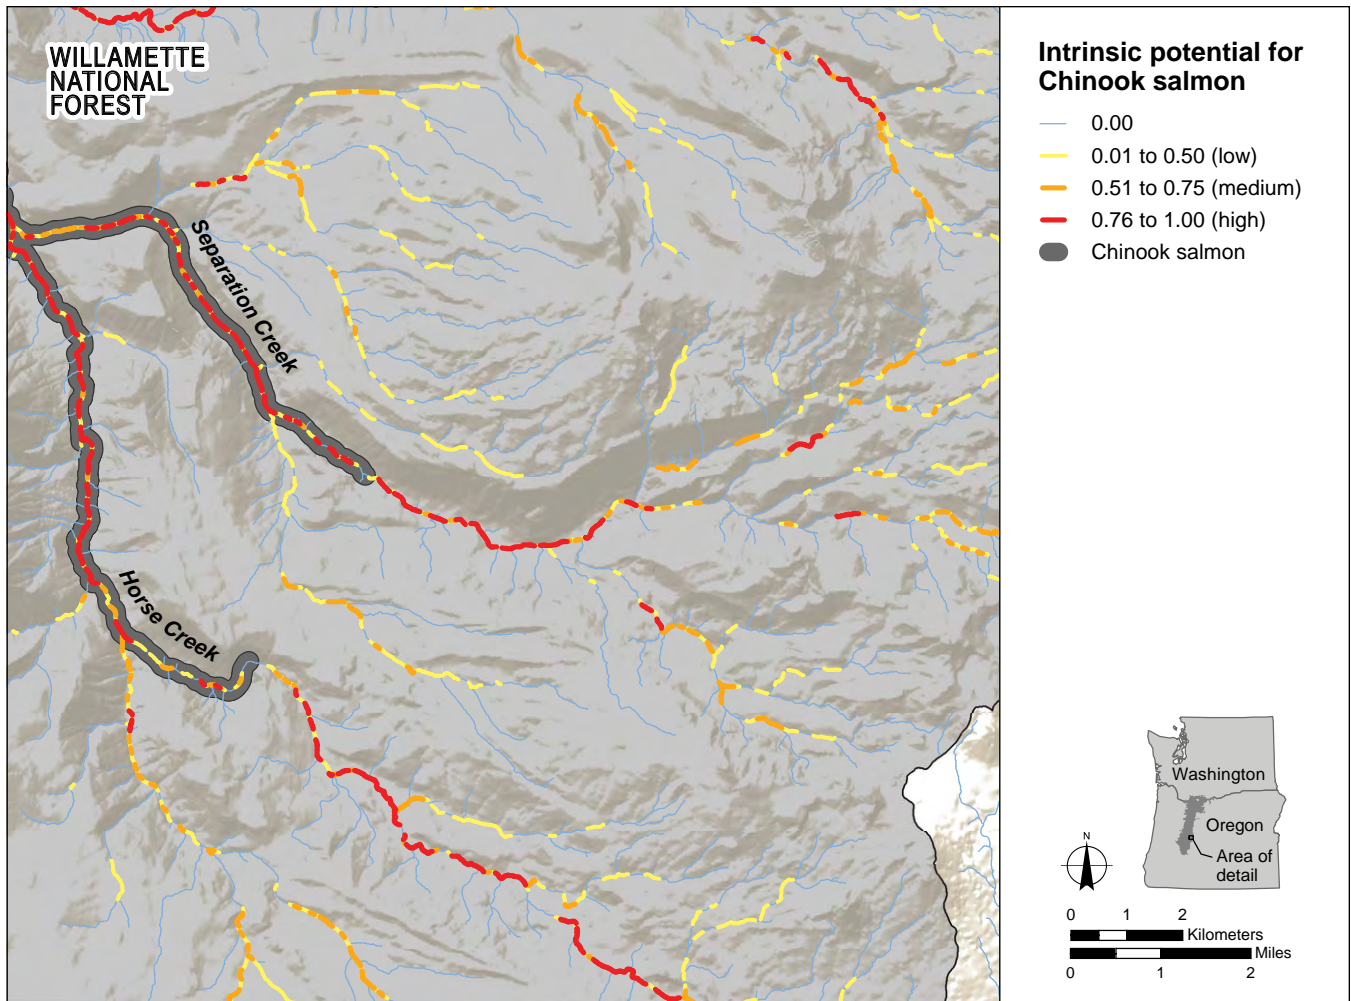 WILLAMETTE
NATIONAL
FOREST
Separation Creek
Horse Creek
Intrinsic potential for
Chinook salmon
0.00
0.01 to 0.50 (low)
0.51 to 0.75 (medium)
0.76 to 1.00 (high)
Chinook salmon
Washington
Oregon
Area of
detail
N
0 1 2
Kilometers
Miles
0 1 2